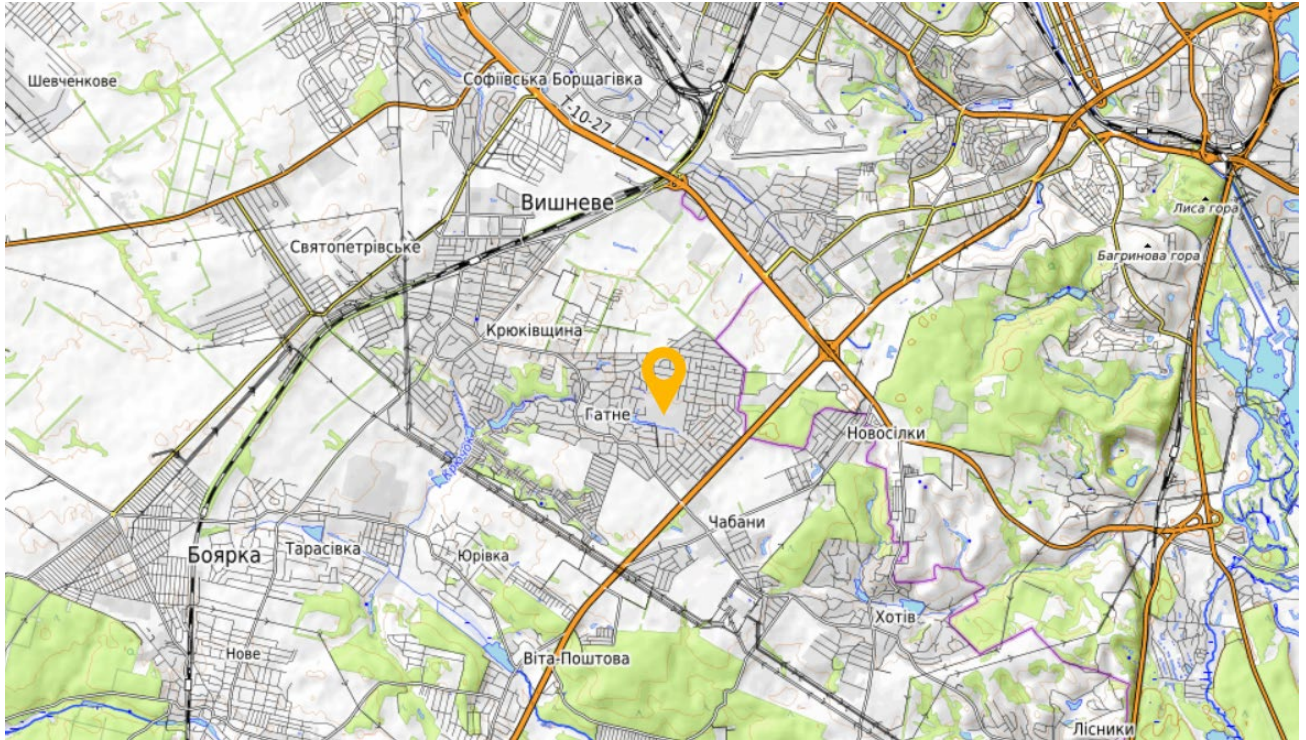 Шевченкове
Софіївська Борщагівка
Т-10-27
Вишневе
Лиса гора
Святопетрівське
Багринова гора
Крюківщина
Гатне
Новосілки
Крючок
Чабани
Боярка
Тарасівка
Юрівка
Хотів
Нове
Віта-Поштова
Лісники